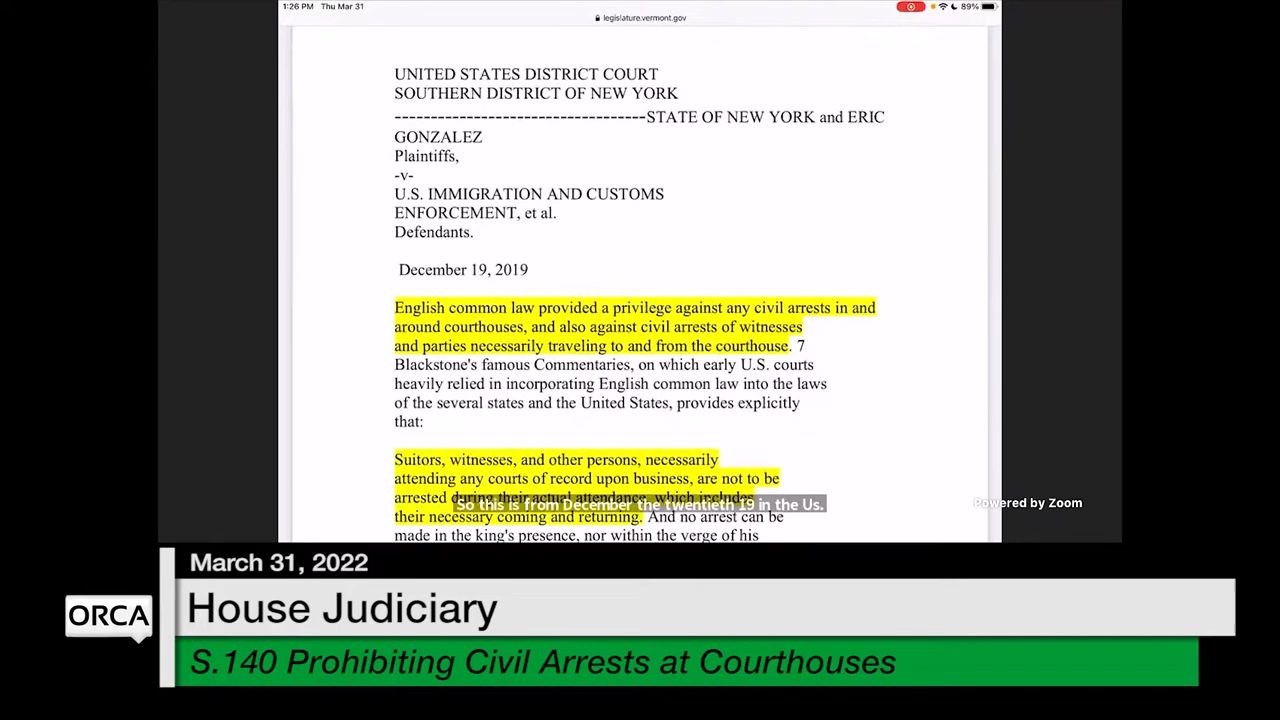 1:26 PM Thu Mar 31
89%
legislature.vermont.gov
UNITED STATES DISTRICT COURT
SOUTHERN DISTRICT OF NEW YORK
----------------------------------STATE OF NEW YORK and ERIC
GONZALEZ
Plaintiffs,
-v-
U.S. IMMIGRATION AND CUSTOMS
ENFORCEMENT, et al.
Defendants.
December 19, 2019
English common law provided a privilege against any civil arrests in and
around courthouses, and also against civil arrests of witnesses
and parties necessarily traveling to and from the courthouse. 7
Blackstone's famous Commentaries, on which early U.S. courts
heavily relied in incorporating English common law into the laws
of the several states and the United States, provides explicitly
that:
Suitors, witnesses, and other persons, necessarily
attending any courts of record upon business, are not to be
arrested during their actual attendance, which includes
So this is from December the twentieth 19 in the Us.
their necessary coming and returning. And no arrest can be
made in the king's presence, nor within the verge of his
Powered by Zoom
March 31, 2022
ORCA
House Judiciary
S.140 Prohibiting Civil Arrests at Courthouses